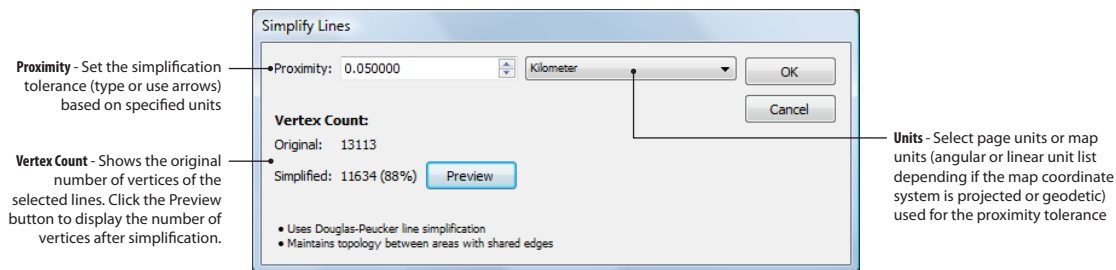 Simplify Lines
Proximity - Set the simplification
tolerance (type or use arrows)
based on specified units
Proximity: 0.050000 Kilometer OK
Cancel
Vertex Count:
Original: 13113
Simplified: 11634 (88%) Preview
Vertex Count - Shows the original
number of vertices of the
selected lines. Click the Preview
button to display the number of
vertices after simplification.
Units - Select page units or map
units (angular or linear unit list
depending if the map coordinate
system is projected or geodetic)
used for the proximity tolerance
• Uses Douglas-Peucker line simplification
• Maintains topology between areas with shared edges